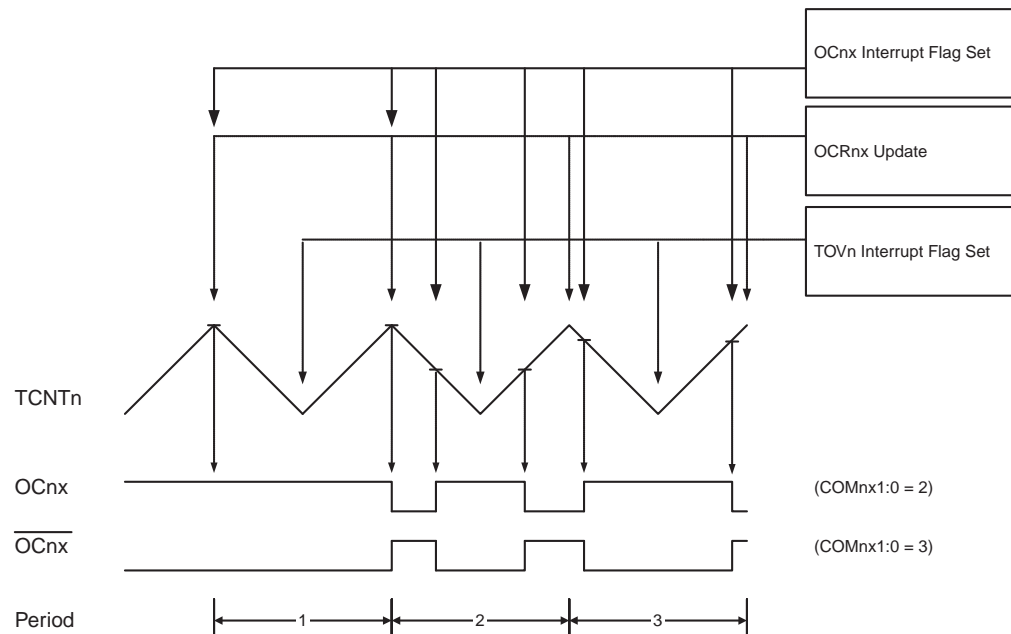 OCnx Interrupt Flag Set
OCRnx Update
TOVn Interrupt Flag Set
TCNTn
OCnx
(COMnx1:0 = 2)
OCnx
(COMnx1:0 = 3)
Period
1
2
3